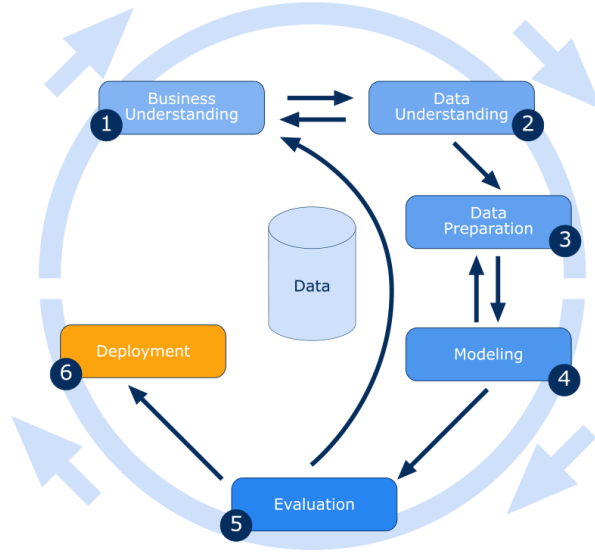 Business
Understanding
1
Data
Understanding
2
Data
Preparation
3
Data
Modeling
4
Deployment
6
Evaluation
5